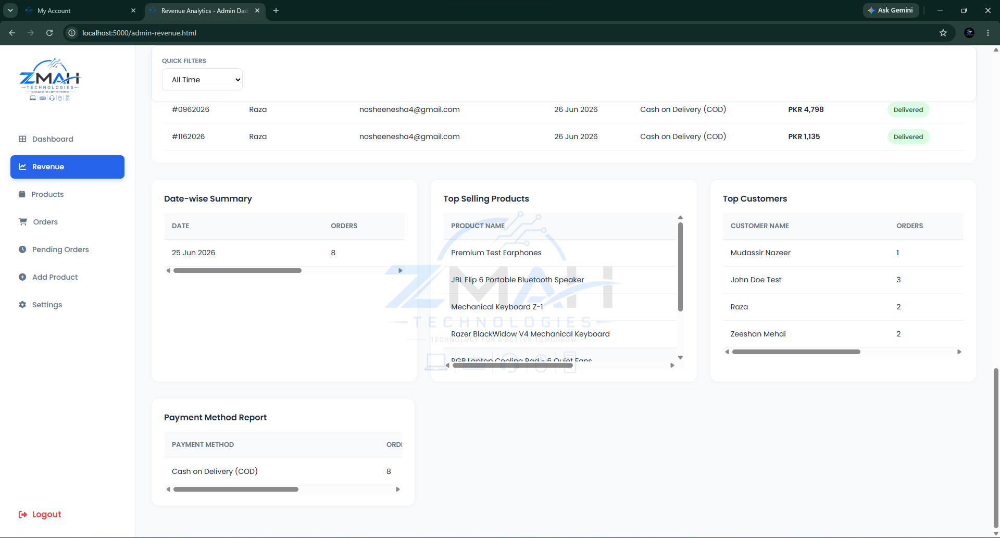 My Account
Revenue Analytics - Admin Das
Ask Gemini
localhost:5000/admin-revenue.html
ZMAH
TECHNOLOGIES
TECHNOLOGY FOR A BETTER TOMORROW
Dashboard
Revenue
Products
Orders
Pending Orders
Add Product
Settings
Logout
QUICK FILTERS
All Time
#0962026 Raza nosheenesha4@gmail.com 26 Jun 2026 Cash on Delivery (COD) PKR 4,798 Delivered
#1162026 Raza nosheenesha4@gmail.com 26 Jun 2026 Cash on Delivery (COD) PKR 1,135 Delivered
Date-wise Summary
DATE ORDERS
25 Jun 2026 8
Top Selling Products
PRODUCT NAME
Premium Test Earphones
JBL Flip 6 Portable Bluetooth Speaker
Mechanical Keyboard Z-1
Razer BlackWidow V4 Mechanical Keyboard
RGB Laptop Cooling Pad - 6 Quiet Fans
ZMAH
TECHNOLOGIES
TECHNOLOGY FOR A BETTER TOMORROW
Top Customers
CUSTOMER NAME ORDERS
Mudassir Nazeer 1
John Doe Test 3
Raza 2
Zeeshan Mehdi 2
Payment Method Report
PAYMENT METHOD ORDE
Cash on Delivery (COD) 8